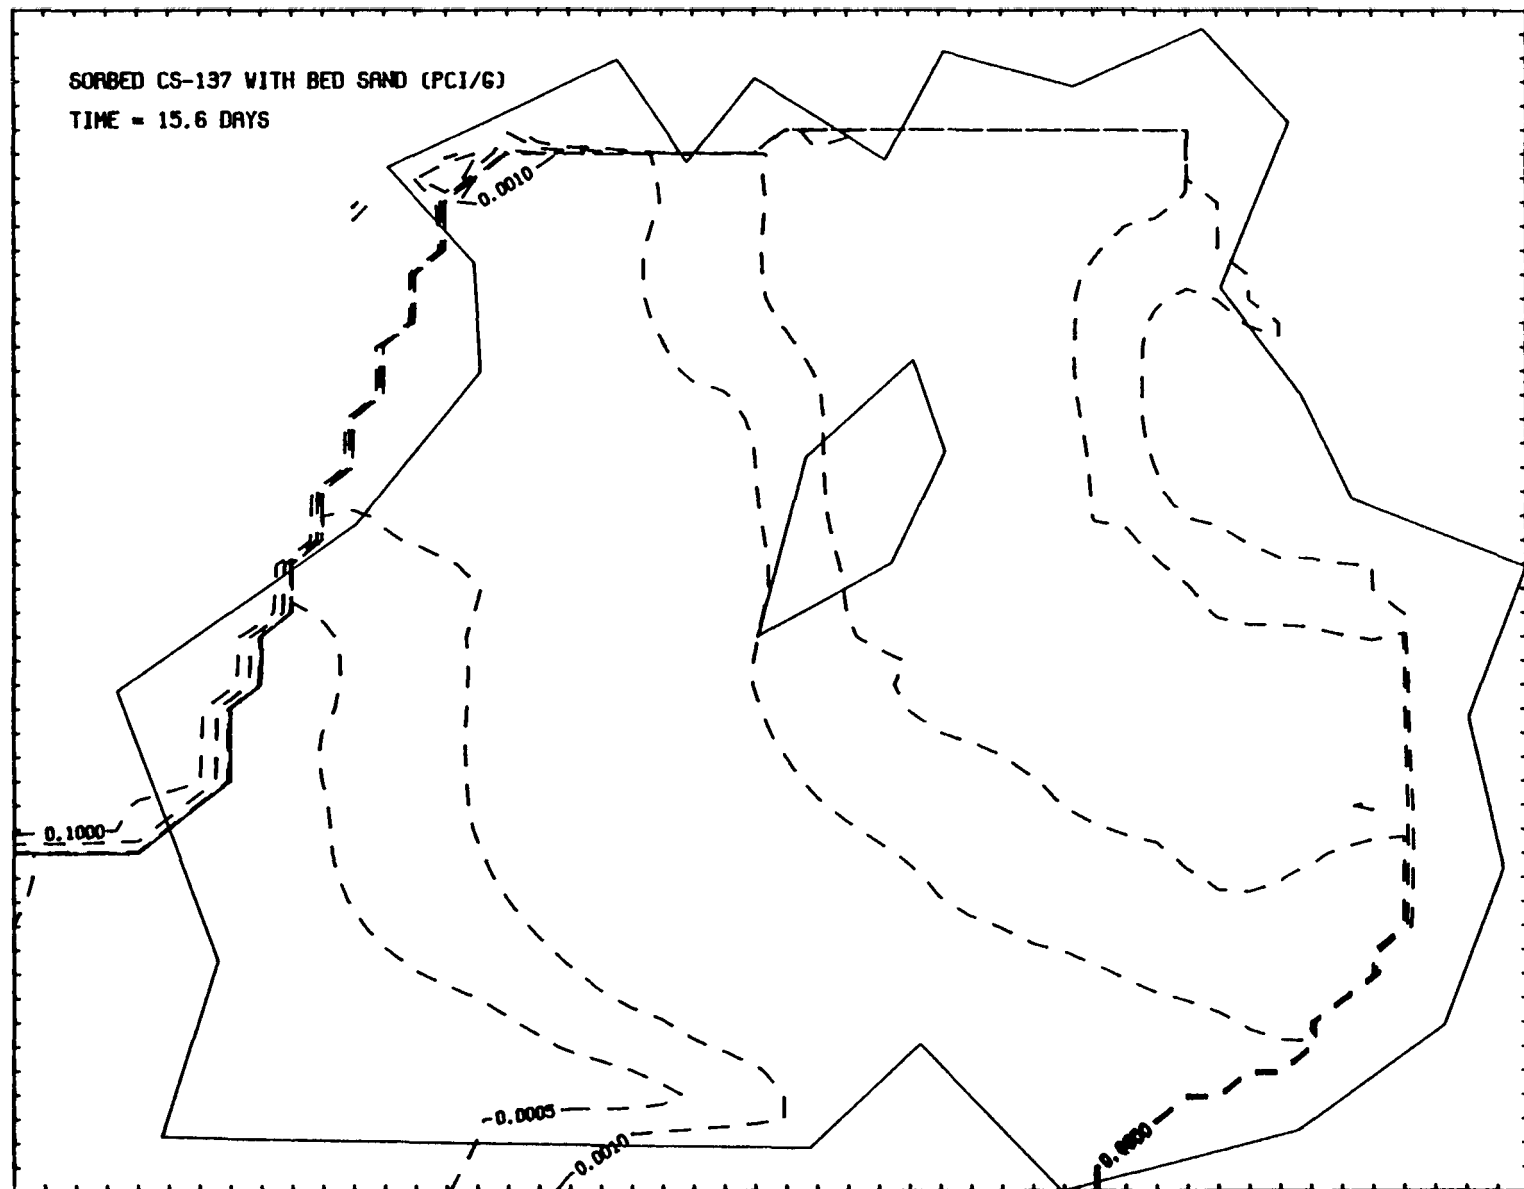 SORBED CS-137 WITH BED SAND (PCI/G)
TIME = 15.6 DAYS
0.0010
0.1000
-0.0005
0.0010